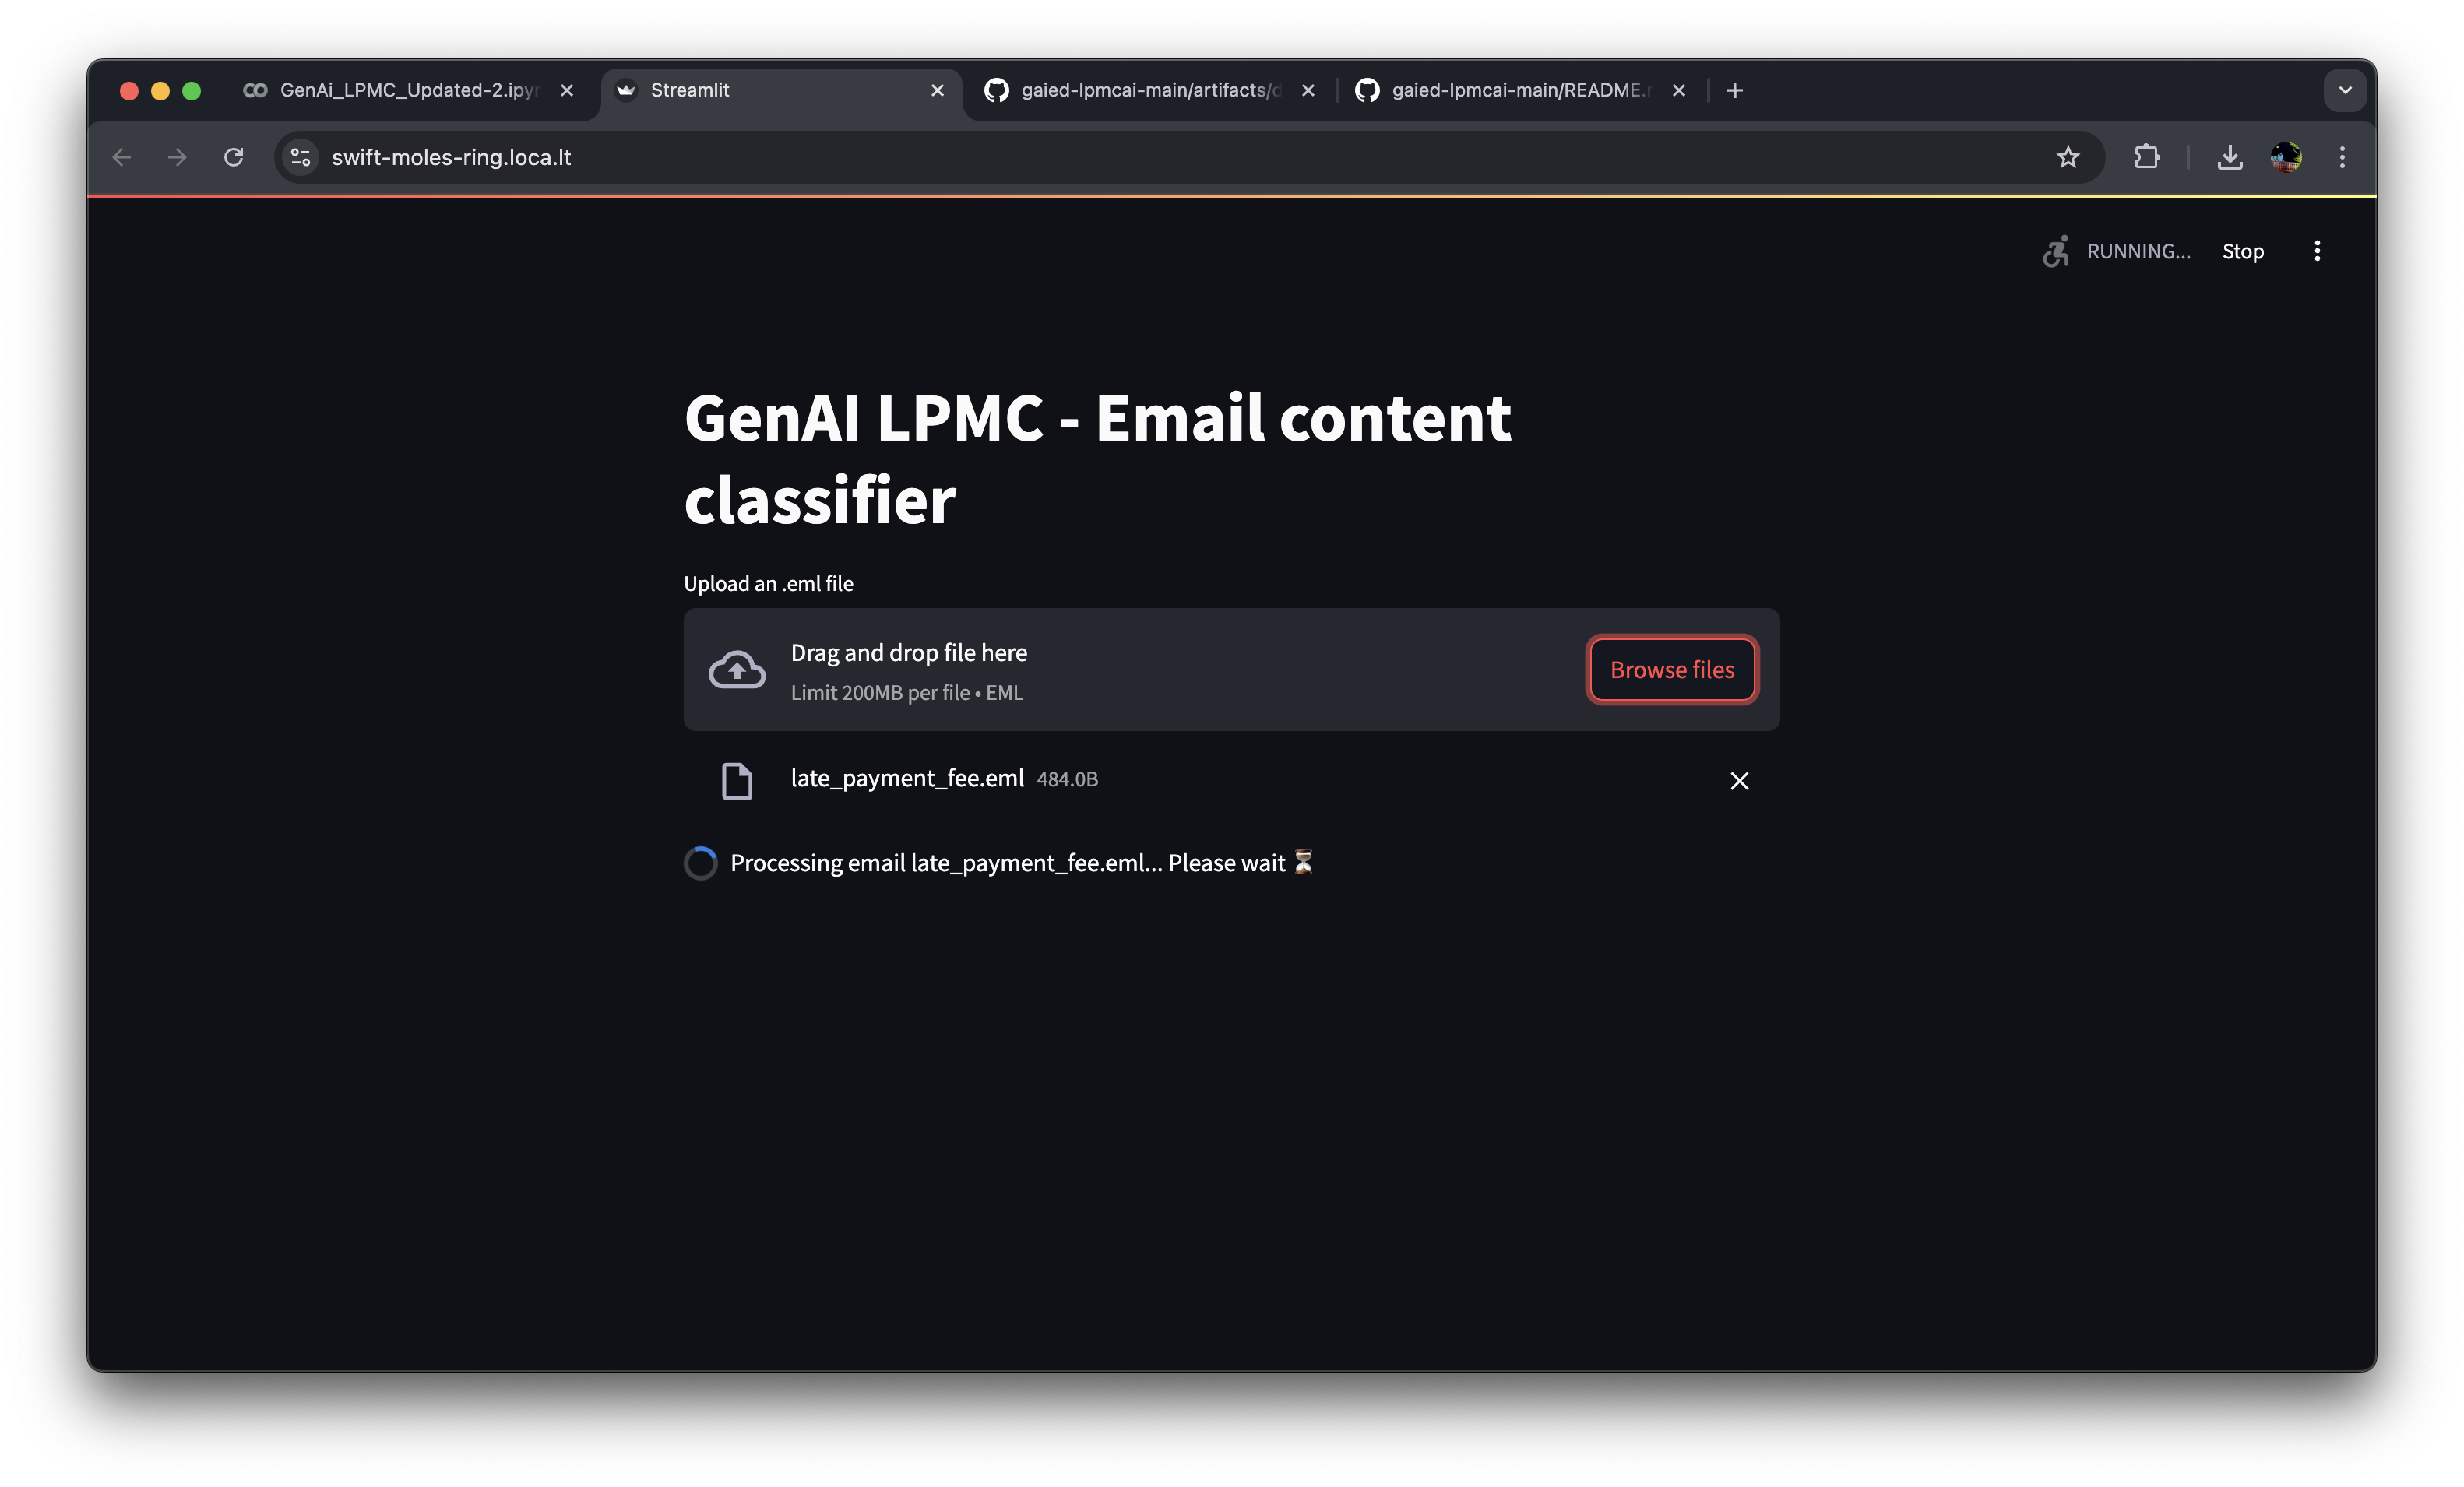 GenAi_LPMC_Updated-2.ipyn
Streamlit
gaied-lpmcai-main/artifacts/d
gaied-lpmcai-main/README.m
swift-moles-ring.loca.lt
RUNNING...
Stop
GenAI LPMC - Email content
classifier
Upload an .eml file
Drag and drop file here
Limit 200MB per file • EML
Browse files
late_payment_fee.eml 484.0B
Processing email late_payment_fee.eml... Please wait ⏳